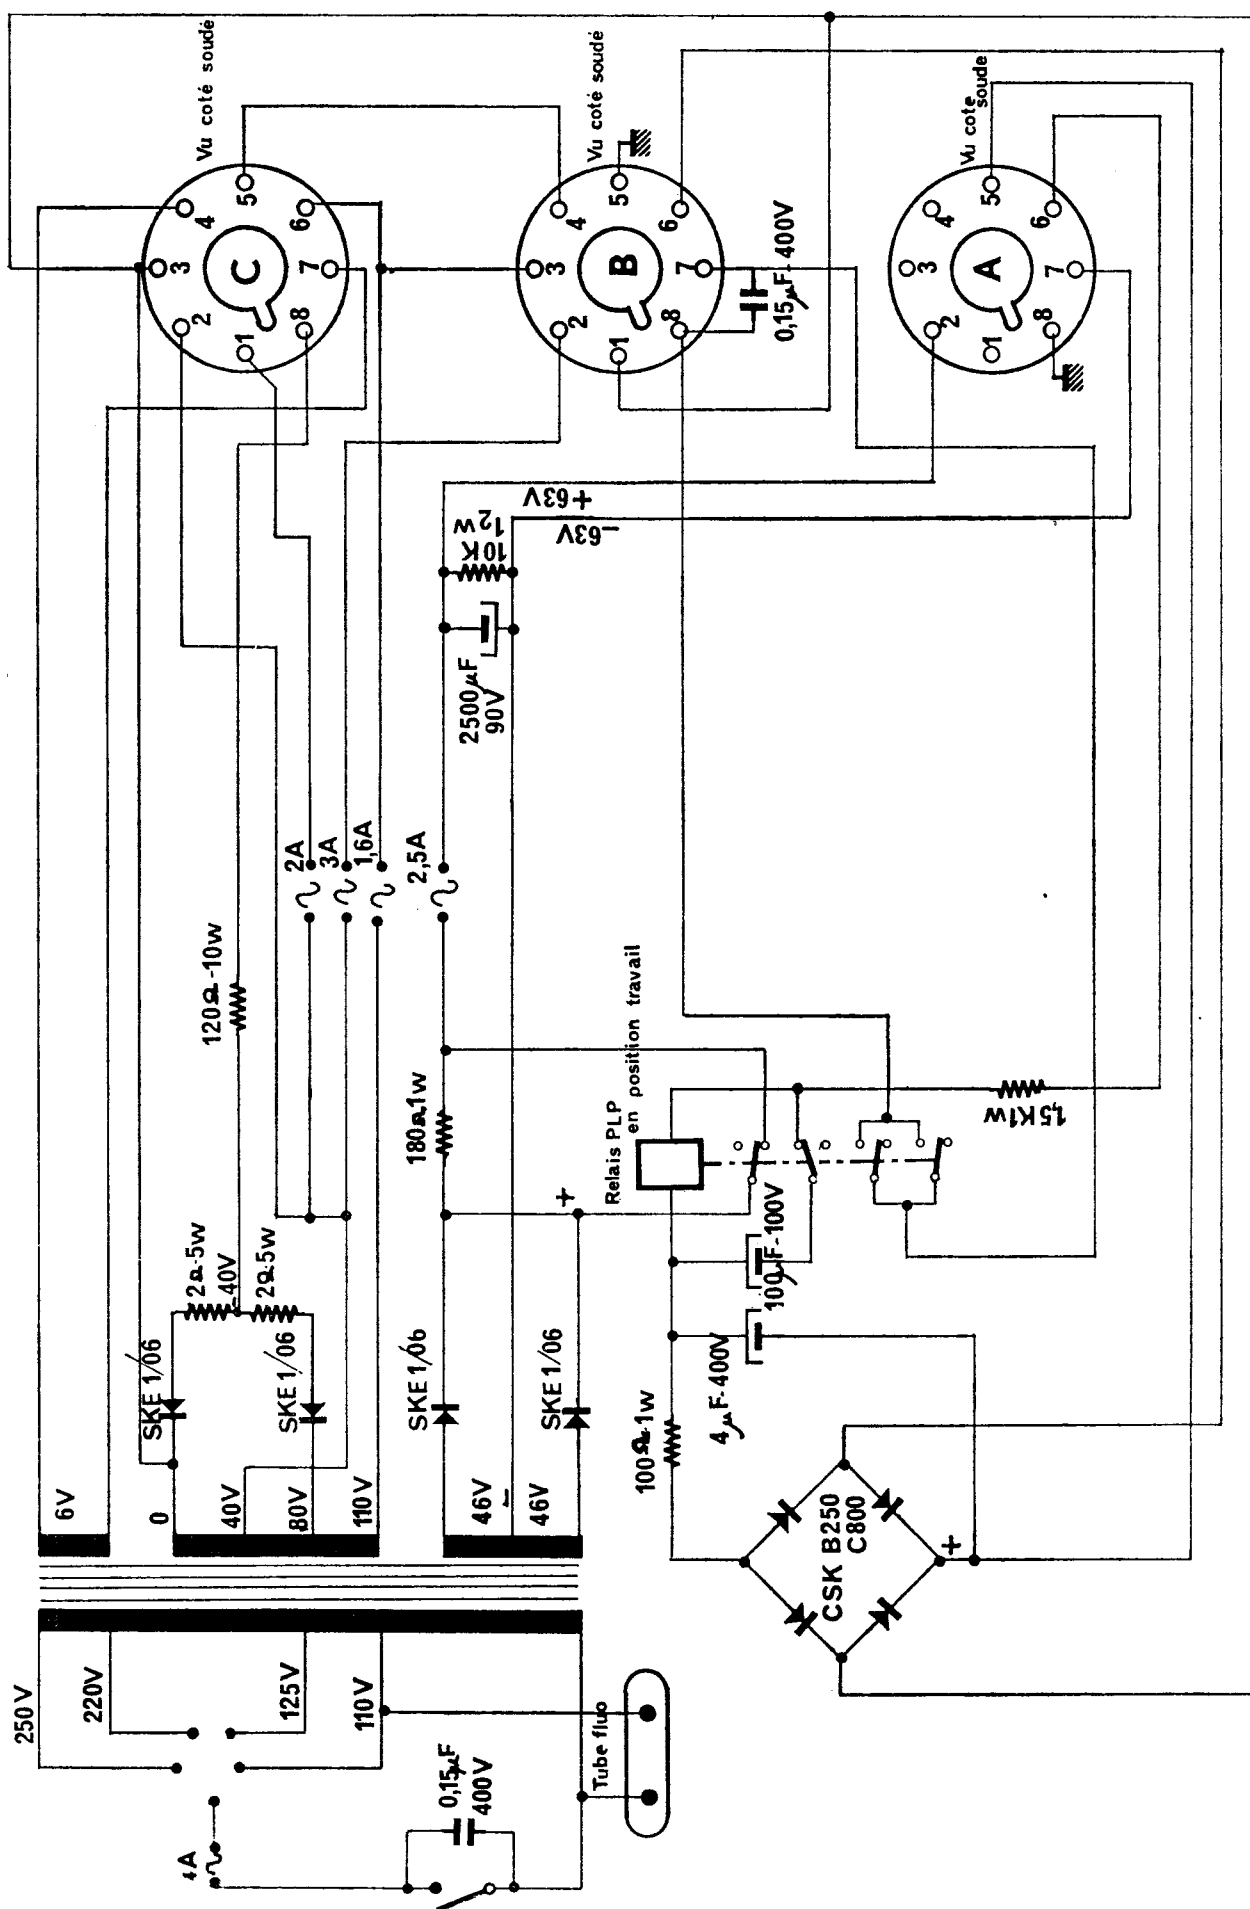 250V
220V
125V
110V
4A
0,15µF
400V
Tube fluo
6V
0
40V
80V
110V
46V
46V
SKE 1/06
SKE 1/06
2Ω-5W
-40V
2Ω-5W
120Ω-10W
2A
3A
1,6A
2,5A
SKE 1/06
SKE 1/06
180Ω1W
+
2500µF
90V
10K
12W
+63V
-63V
Relais PLP
en position travail
100Ω-1W
4µF-400V
100µF-100V
1,5K1W
CSK B250
C800
+
Vu coté soudé
C
1
2
3
4
5
6
7
8
Vu coté soudé
B
1
2
3
4
5
6
7
8
0,15µF-400V
Vu cote
soude
A
1
2
3
4
5
6
7
8